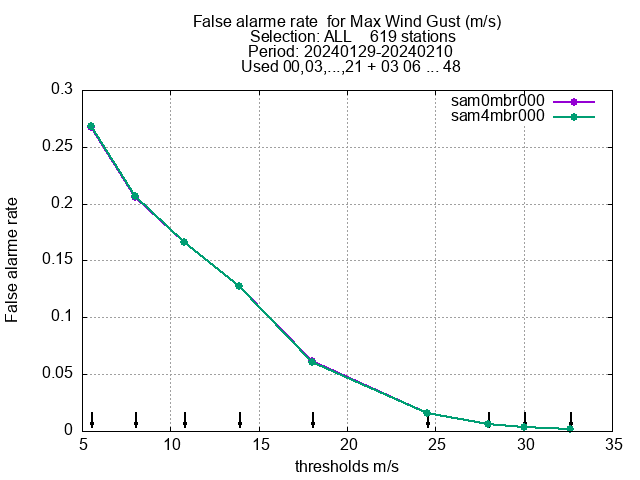 False alarme rate  for Max Wind Gust (m/s)
Selection: ALL    619 stations
Period: 20240129-20240210
Used 00,03,...,21 + 03 06 ... 48
sam0mbr000
sam4mbr000
0.3
0.25
0.2
0.15
0.1
0.05
0
False alarme rate
5 10 15 20 25 30 35
thresholds m/s